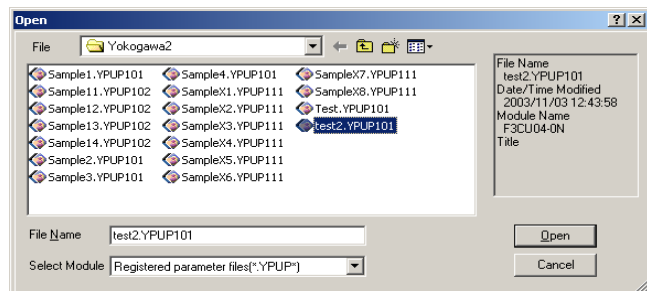 Open
File Yokogawa2
Sample1.YPUP101 Sample4.YPUP101 SampleX7.YPUP111
Sample11.YPUP102 SampleX1.YPUP111 SampleX8.YPUP111
Sample12.YPUP102 SampleX2.YPUP111 Test.YPUP101
Sample13.YPUP102 SampleX3.YPUP111 test2.YPUP101
Sample14.YPUP102 SampleX4.YPUP111
Sample2.YPUP101 SampleX5.YPUP111
Sample3.YPUP101 SampleX6.YPUP111
File Name
test2.YPUP101
Date/Time Modified
2003/11/03 12:43:58
Module Name
F3CU04-0N
Title
File Name test2.YPUP101
Open
Select Module Registered parameter files(*.YPUP*)
Cancel